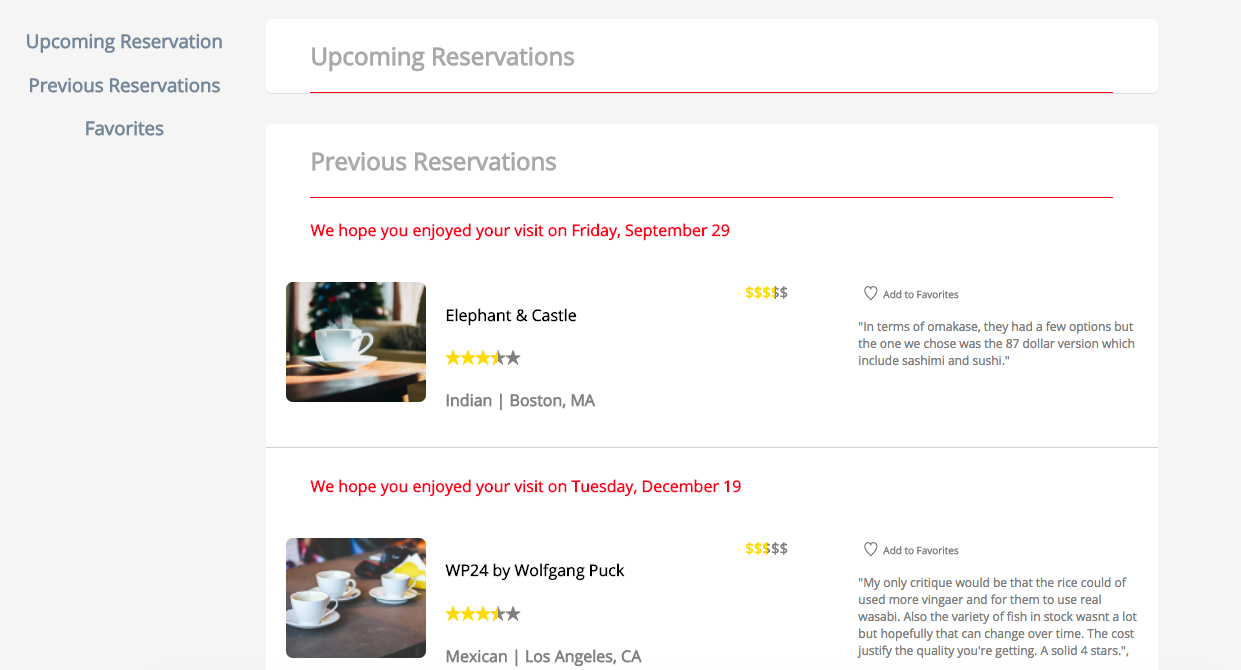 Upcoming Reservation
Previous Reservations
Favorites
Upcoming Reservations
Previous Reservations
We hope you enjoyed your visit on Friday, September 29
Elephant & Castle
$$$$$
Indian | Boston, MA
Add to Favorites
"In terms of omakase, they had a few options but
the one we chose was the 87 dollar version which
include sashimi and sushi."
We hope you enjoyed your visit on Tuesday, December 19
WP24 by Wolfgang Puck
$$$$$
Mexican | Los Angeles, CA
Add to Favorites
"My only critique would be that the rice could of
used more vingaer and for them to use real
wasabi. Also the variety of fish in stock wasnt a lot
but hopefully that can change over time. The cost
justify the quality you're getting. A solid 4 stars.",